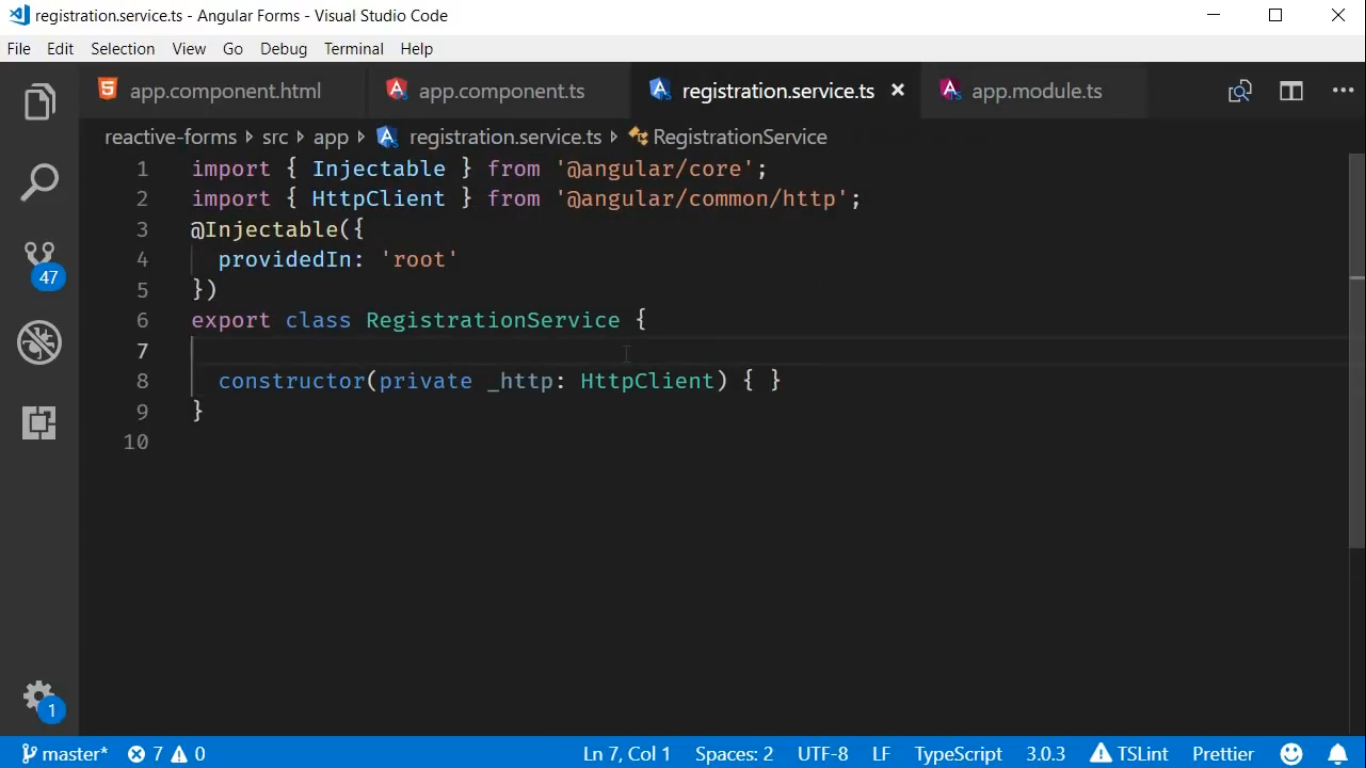 registration.service.ts - Angular Forms - Visual Studio Code
File Edit Selection View Go Debug Terminal Help
app.component.html app.component.ts registration.service.ts app.module.ts
reactive-forms src app registration.service.ts RegistrationService
1 import { Injectable } from '@angular/core';
2 import { HttpClient } from '@angular/common/http';
3 @Injectable({
4 providedIn: 'root'
5 })
6 export class RegistrationService {
7
8 constructor(private _http: HttpClient) { }
9 }
10
47
1
master* 7 0 Ln 7, Col 1 Spaces: 2 UTF-8 LF TypeScript 3.0.3 TSLint Prettier